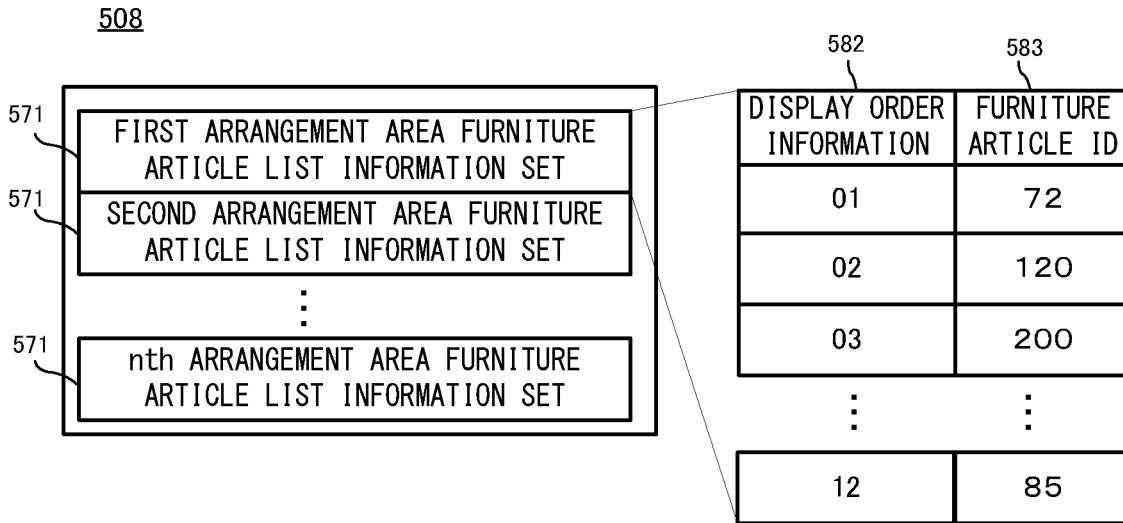 508
571
FIRST ARRANGEMENT AREA FURNITURE
ARTICLE LIST INFORMATION SET
571
SECOND ARRANGEMENT AREA FURNITURE
ARTICLE LIST INFORMATION SET
⋮
571
nth ARRANGEMENT AREA FURNITURE
ARTICLE LIST INFORMATION SET
582 583
DISPLAY ORDER FURNITURE
INFORMATION ARTICLE ID
01 72
02 120
03 200
⋮ ⋮
12 85